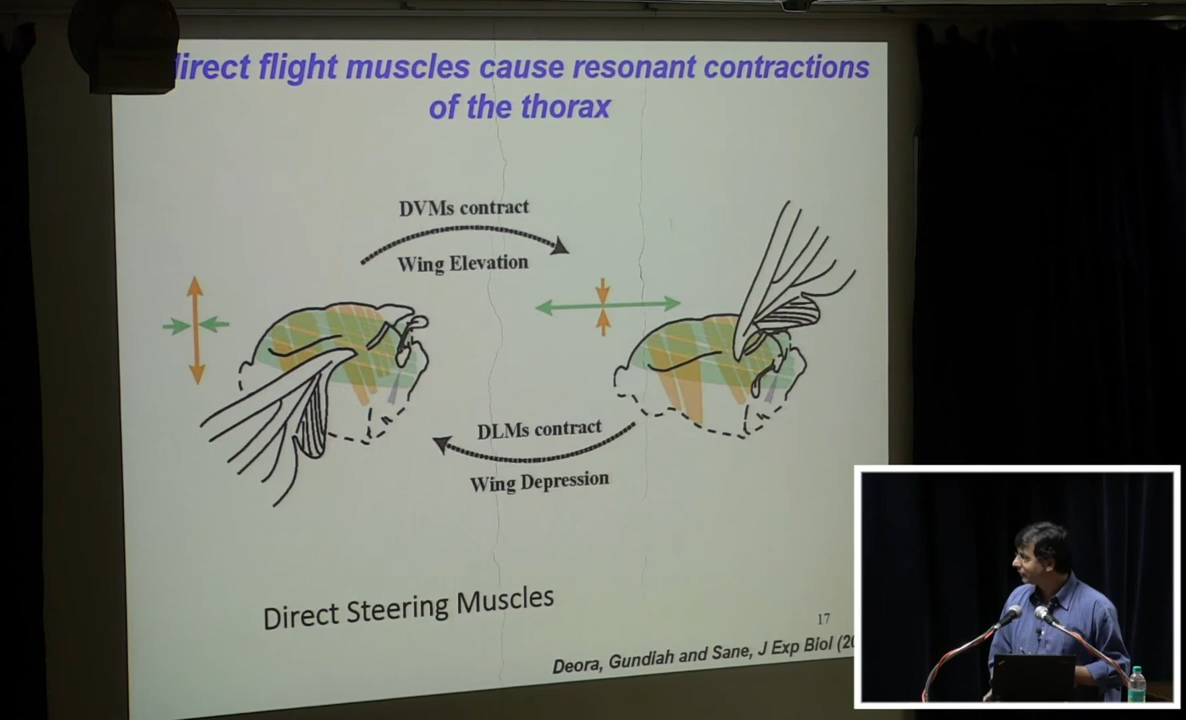 direct flight muscles cause resonant contractions
of the thorax
DVMs contract
Wing Elevation
DLMs contract
Wing Depression
Direct Steering Muscles
17
Deora, Gundiah and Sane, J Exp Biol (20